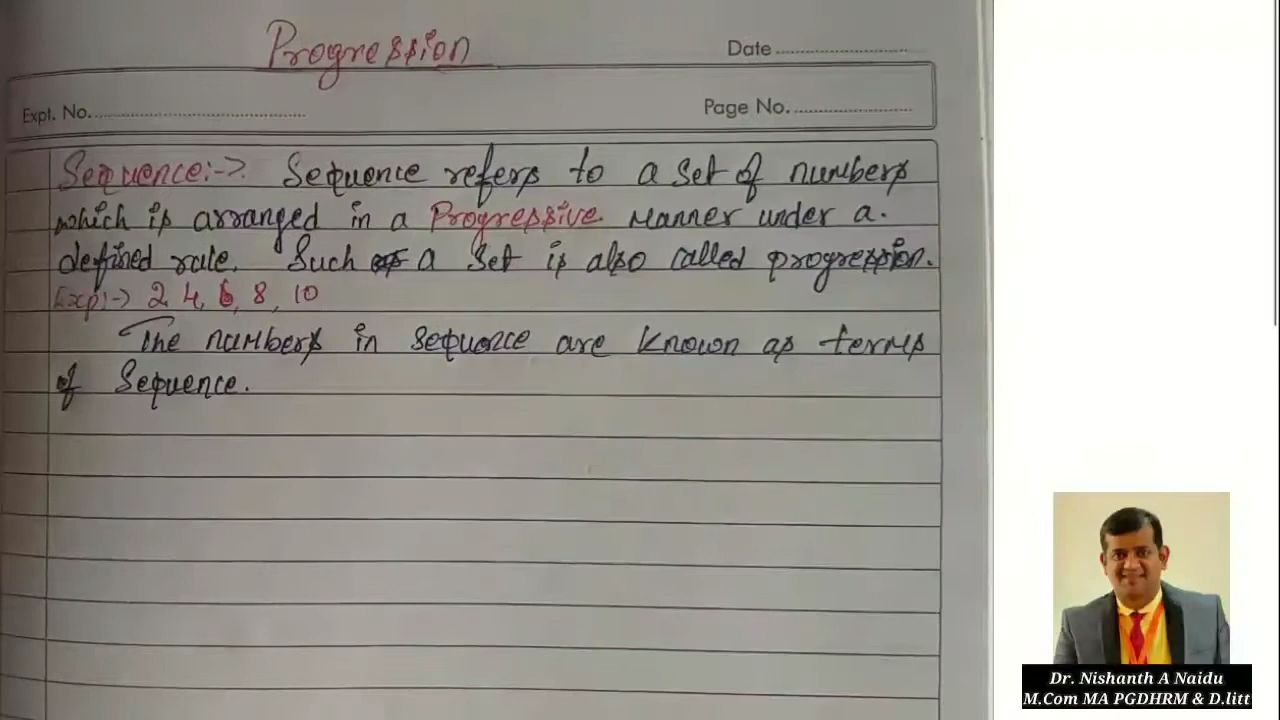 Progression
Date
Expt. No.
Page No.
Sequence:-> Sequence refers to a set of numbers
which is arranged in a Progressive manner under a.
defined rule. Such a set is also called progression.
Exp:-> 2, 4, 6, 8, 10
The numbers in sequence are known as terms
of Sequence.
Dr. Nishanth A Naidu
M.Com MA PGDHRM & D.litt